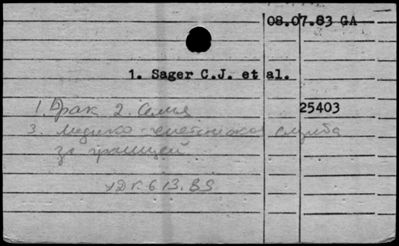 08.07.83 GA
1. Sager C.J. et al.
25403
1. Брак 2. Семья
3. Медико-генетическая служба
за границей
УДК 613.89